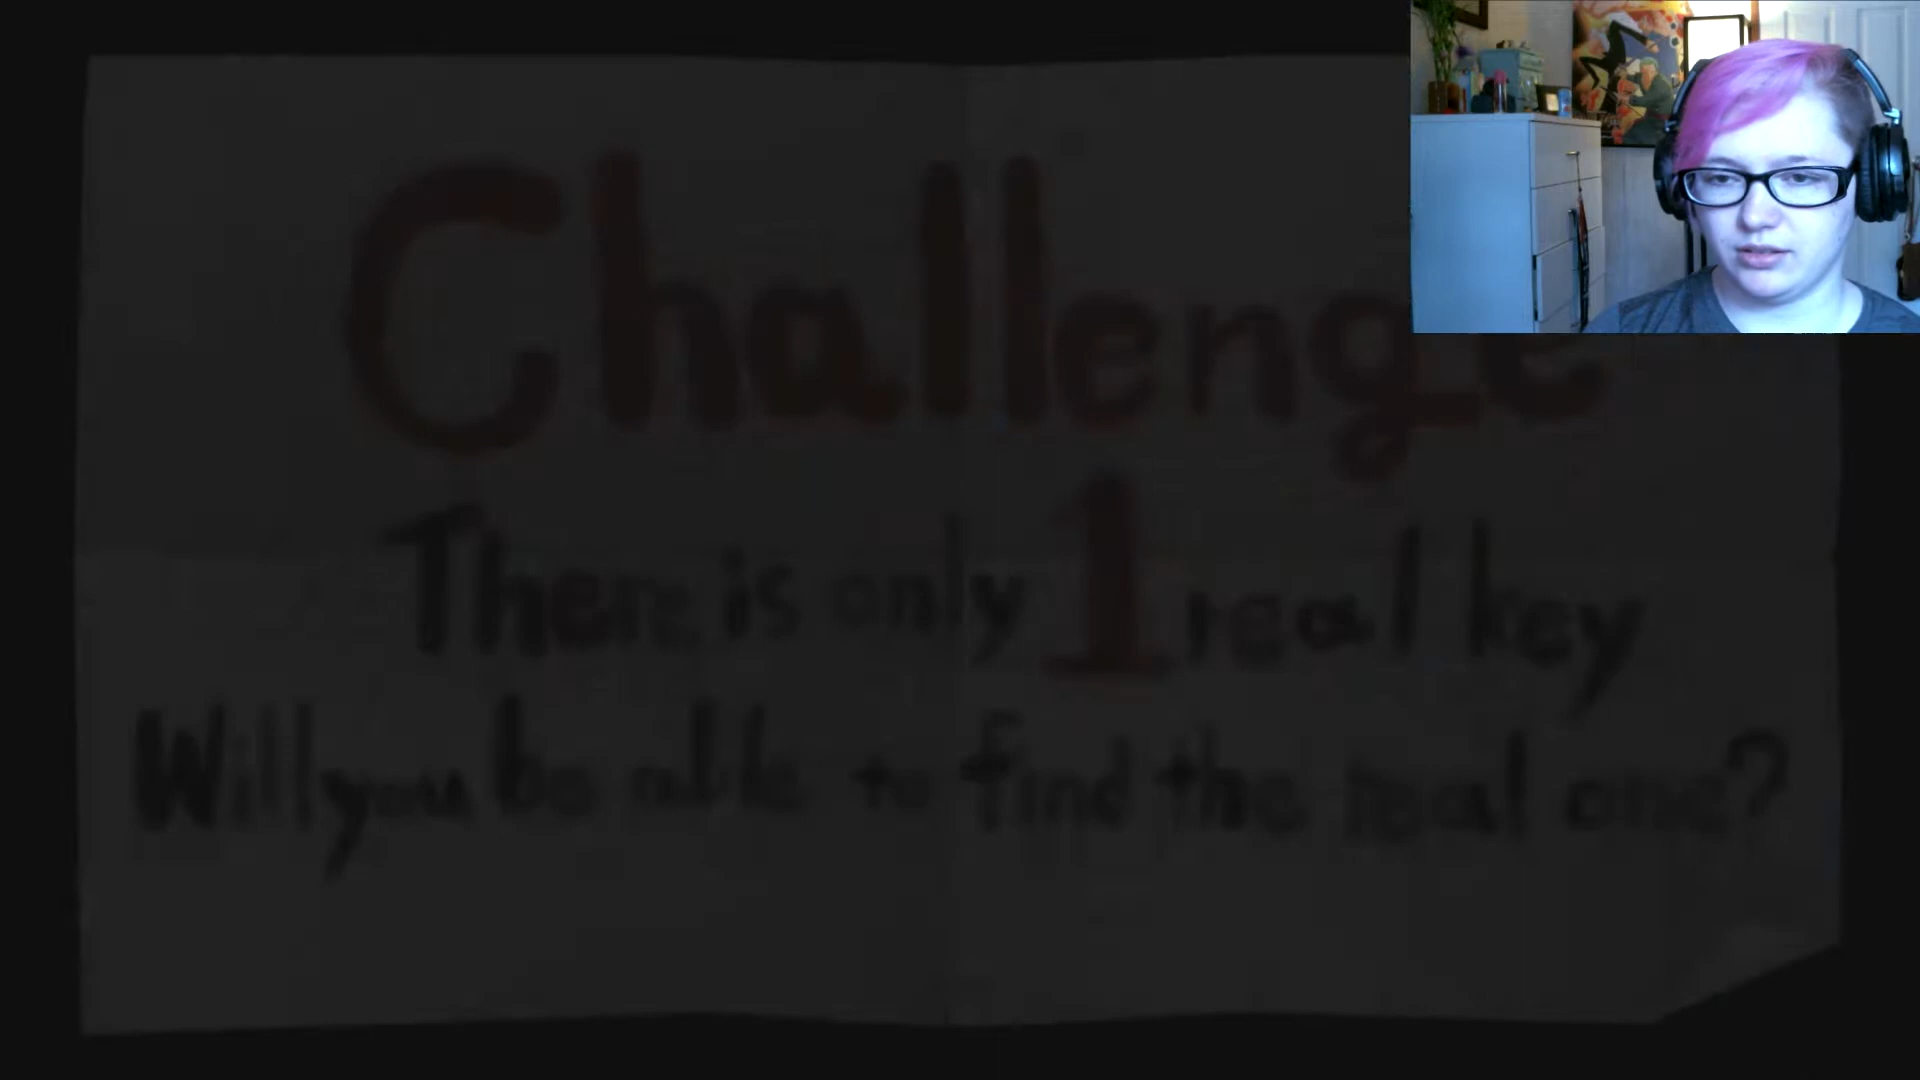 Challenge
There is only 1 real key
Will you be able to find the real one?